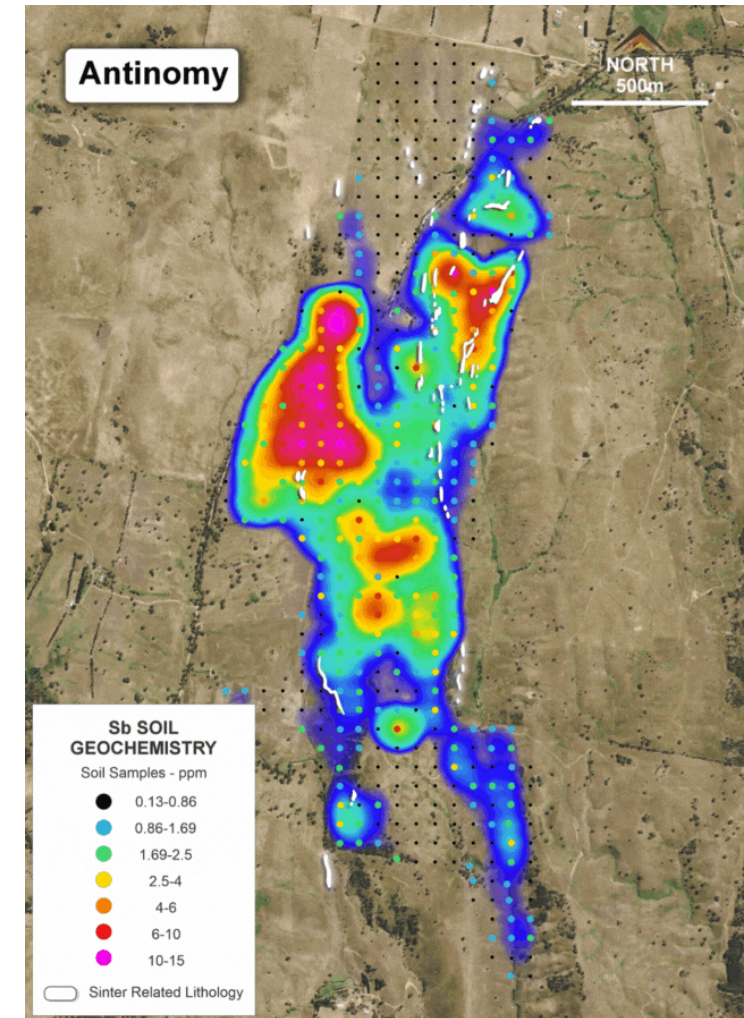 Antinomy
NORTH
500m
Sb SOIL
GEOCHEMISTRY
Soil Samples - ppm
0.13-0.86
0.86-1.69
1.69-2.5
2.5-4
4-6
6-10
10-15
Sinter Related Lithology